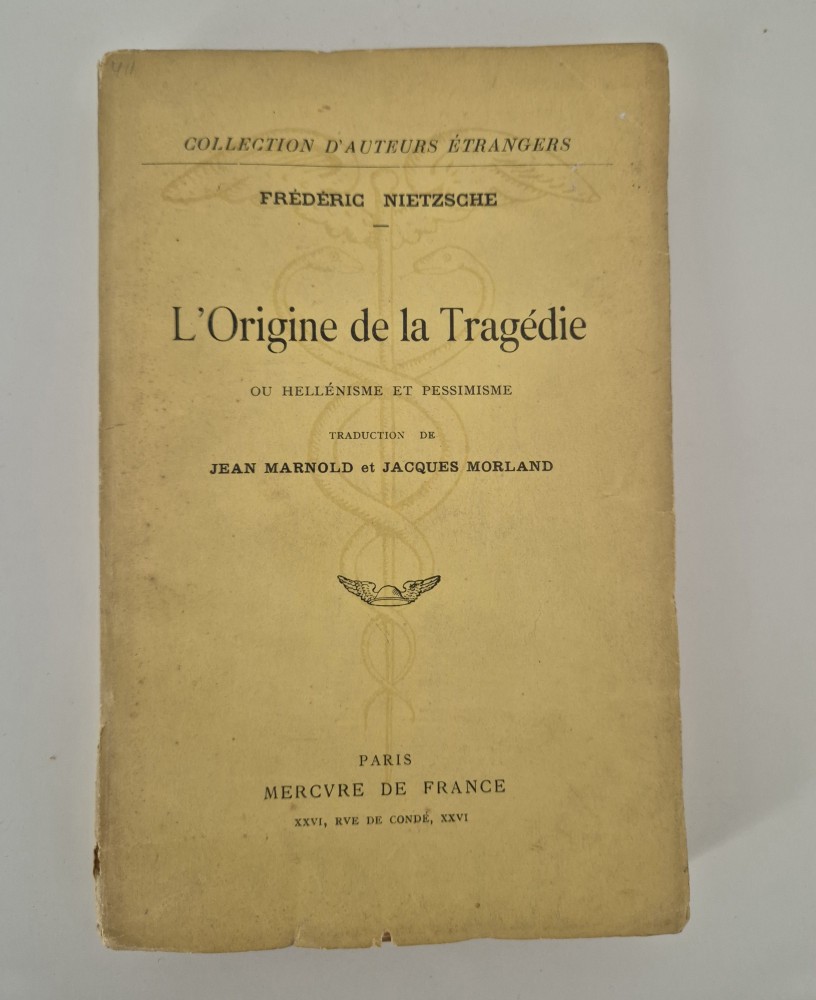 COLLECTION D'AUTEURS ÉTRANGERS
FRÉDÉRIC NIETZSCHE
L'Origine de la Tragédie
OU HELLÉNISME ET PESSIMISME
TRADUCTION DE
JEAN MARNOLD et JACQUES MORLAND
PARIS
MERCVRE DE FRANCE
XXVI, RVE DE CONDÉ, XXVI